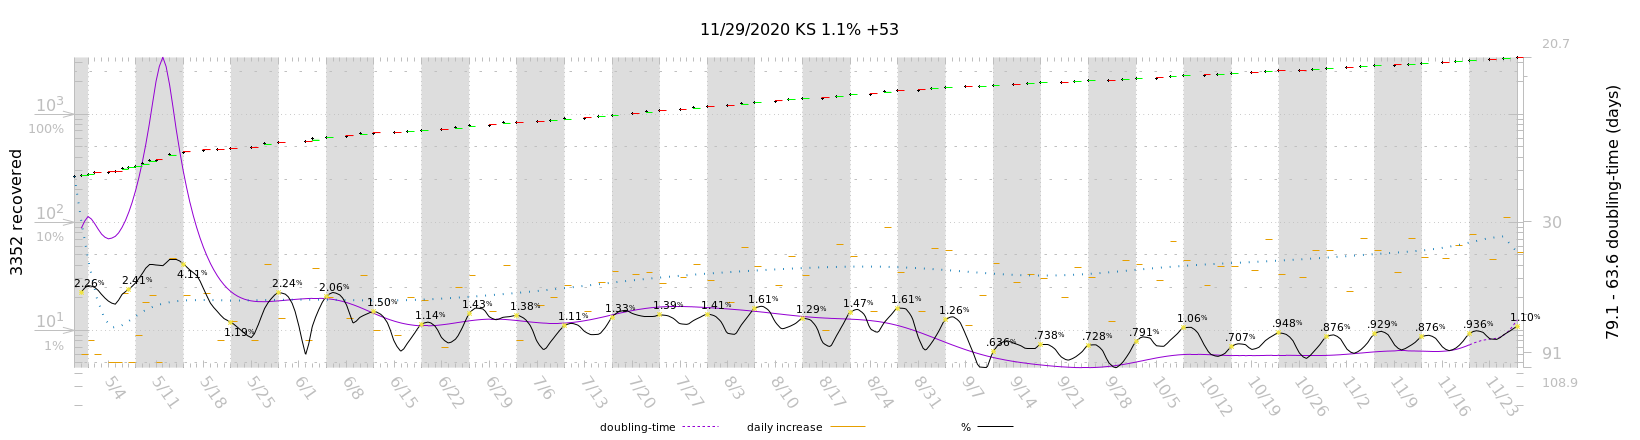 11/29/2020 KS 1.1% +53
20.7
10³
100%
10²
10%
30
10¹
1%
91
108.9
3352 recovered
79.1 - 63.6 doubling-time (days)
2.26% 2.41% 4.11% 1.19% 2.24% 2.06% 1.50% 1.14% 1.43% 1.38% 1.11% 1.33% 1.39% 1.41% 1.61% 1.29% 1.47% 1.61% 1.26% .636% .738% .728% .791% 1.06% .707% .948% .876% .929% .876% .936% 1.10%
5/4 5/11 5/18 5/25 6/1 6/8 6/15 6/22 6/29 7/6 7/13 7/20 7/27 8/3 8/10 8/24 8/31 9/7 9/14 9/21 9/28 10/5 10/12 10/19 10/26 11/2 11/9 11/16 11/23
doubling-time daily increase %